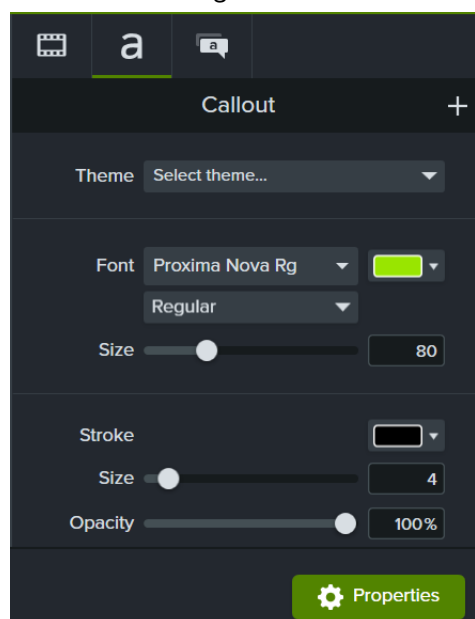 a
a
Callout
Theme Select theme...
Font Proxima Nova Rg
Regular
Size 80
Stroke
Size 4
Opacity 100%
Properties